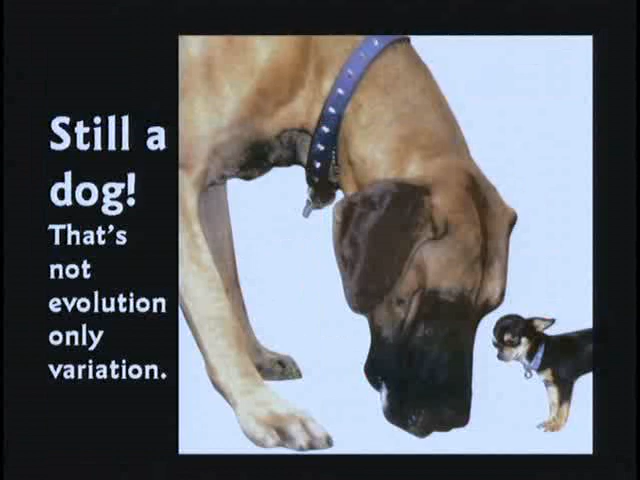 Still a
dog!
That's
not
evolution
only
variation.